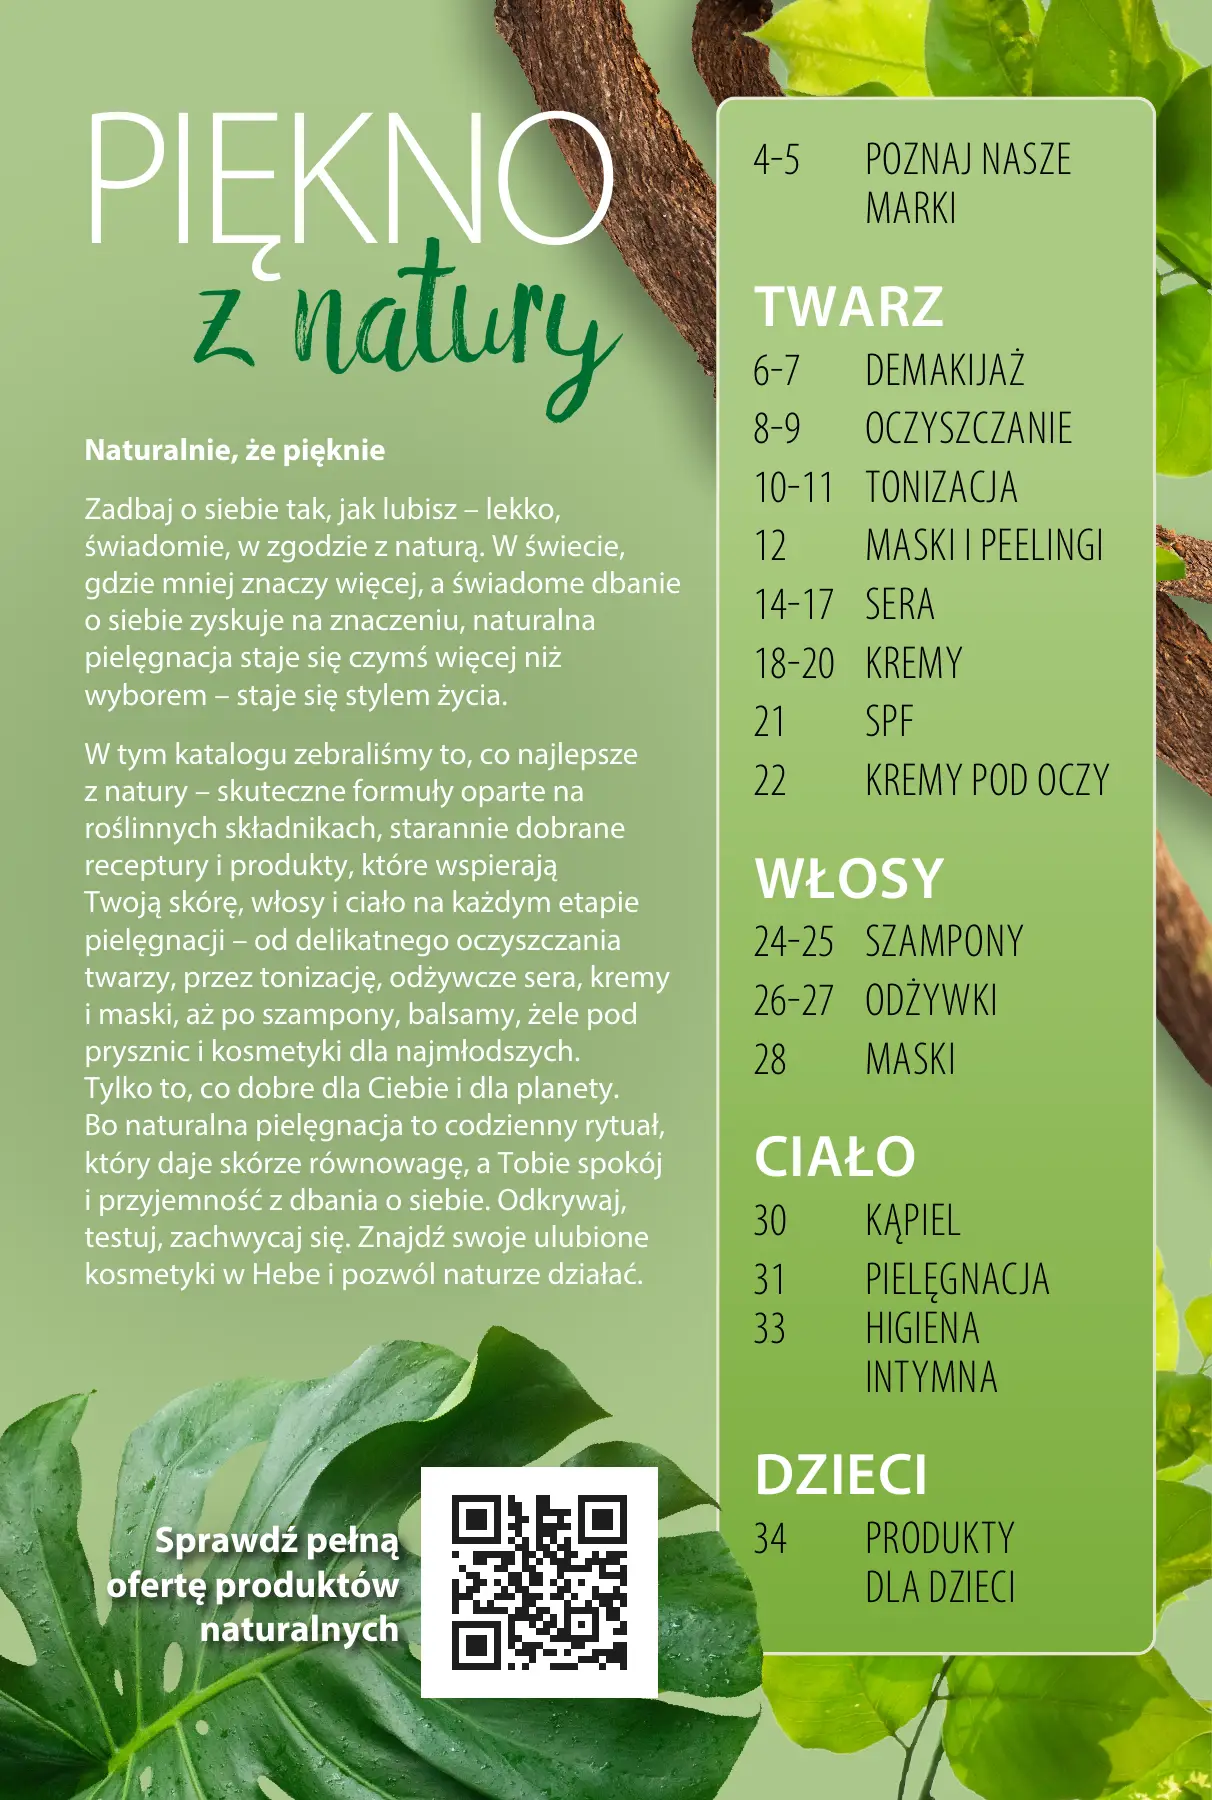 PIĘKNO
z natury
Naturalnie, że pięknie
Zadbaj o siebie tak, jak lubisz – lekko,
świadomie, w zgodzie z naturą. W świecie,
gdzie mniej znaczy więcej, a świadome dbanie
o siebie zyskuje na znaczeniu, naturalna
pielęgnacja staje się czymś więcej niż
wyborem – staje się stylem życia.
W tym katalogu zebraliśmy to, co najlepsze
z natury – skuteczne formuły oparte na
roślinnych składnikach, starannie dobrane
receptury i produkty, które wspierają
Twoją skórę, włosy i ciało na każdym etapie
pielęgnacji – od delikatnego oczyszczania
twarzy, przez tonizację, odżywcze sera, kremy
i maski, aż po szampony, balsamy, żele pod
prysznic i kosmetyki dla najmłodszych.
Tylko to, co dobre dla Ciebie i dla planety.
Bo naturalna pielęgnacja to codzienny rytuał,
który daje skórze równowagę, a Tobie spokój
i przyjemność z dbania o siebie. Odkrywaj,
testuj, zachwycaj się. Znajdź swoje ulubione
kosmetyki w Hebe i pozwól naturze działać.
Sprawdź pełną
ofertę produktów
naturalnych
4-5 POZNAJ NASZE
MARKI
TWARZ
6-7 DEMAKIJAŻ
8-9 OCZYSZCZANIE
10-11 TONIZACJA
12 MASKI I PEELINGI
14-17 SERA
18-20 KREMY
21 SPF
22 KREMY POD OCZY
WŁOSY
24-25 SZAMPONY
26-27 ODŻYWKI
28 MASKI
CIAŁO
30 KĄPIEL
31 PIELĘGNACJA
33 HIGIENA
INTYMNA
DZIECI
34 PRODUKTY
DLA DZIECI